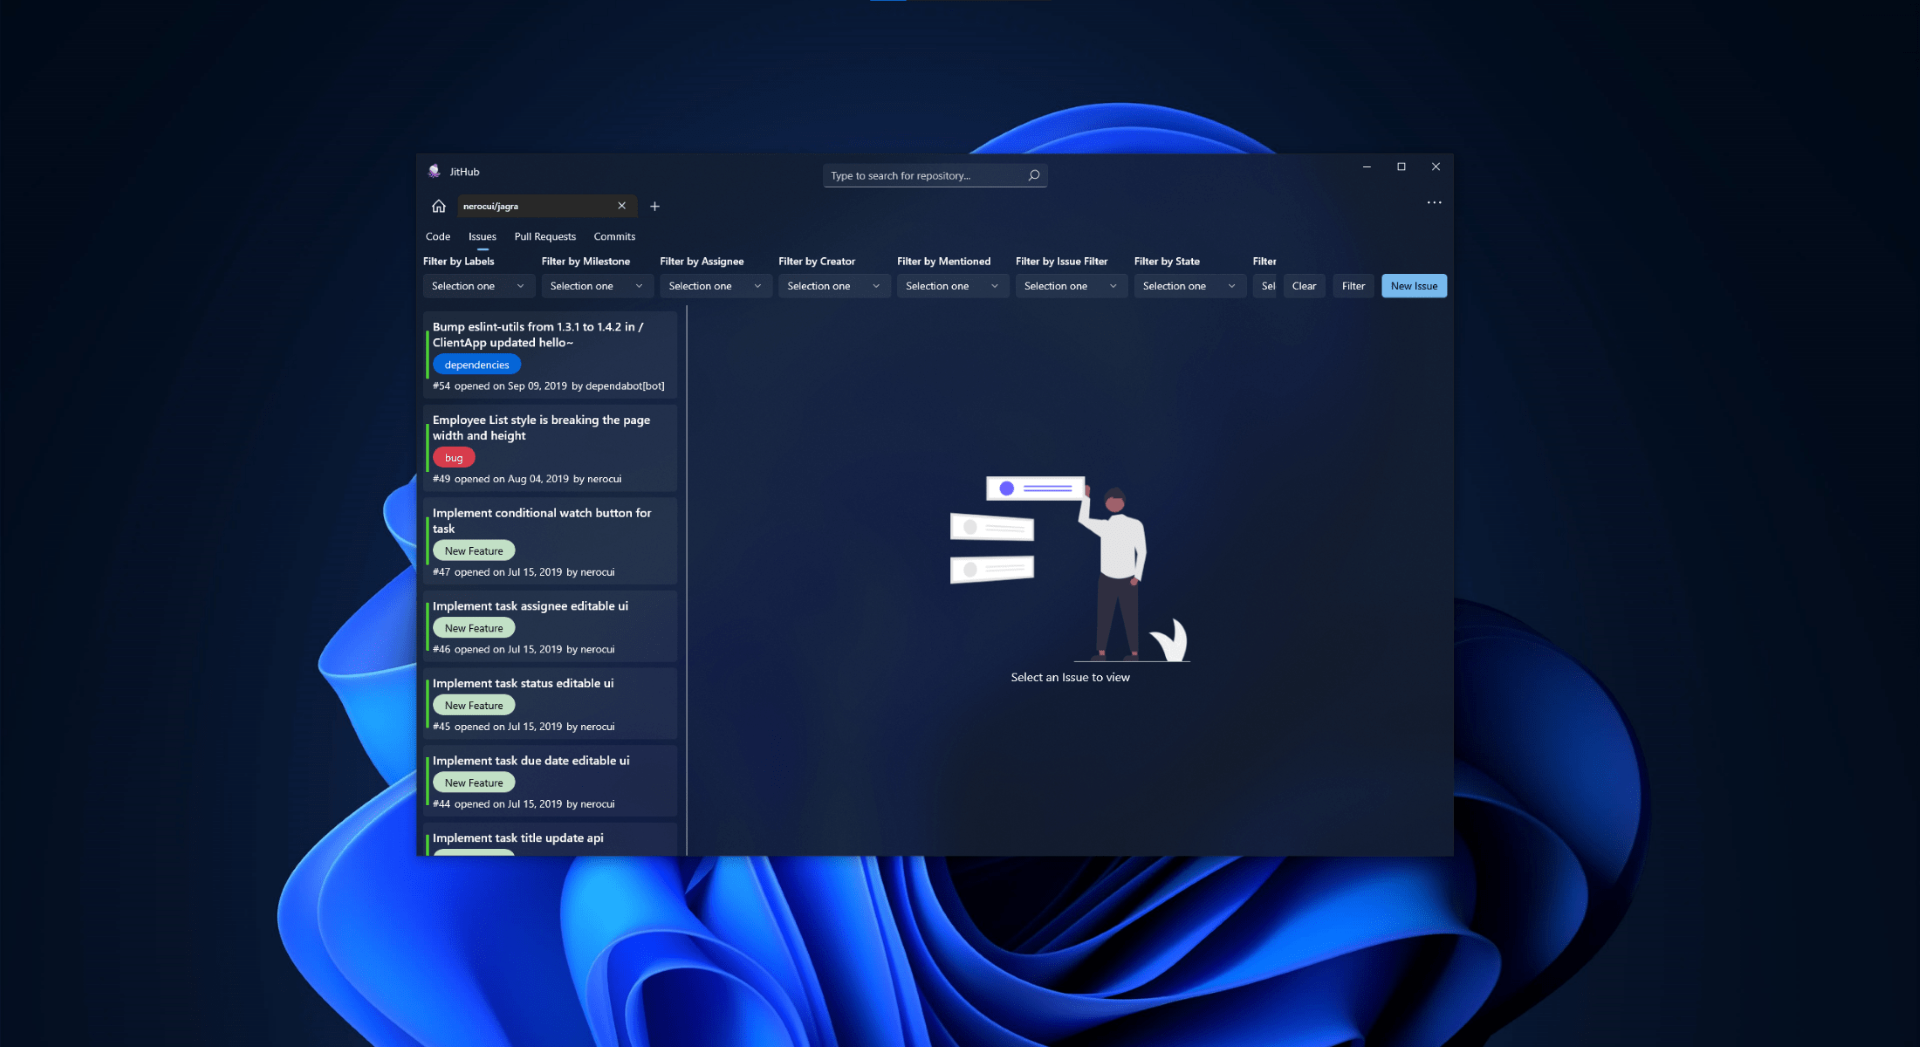 JitHub
Type to search for repository...
nerocui/jagra
Code Issues Pull Requests Commits
Filter by Labels Filter by Milestone Filter by Assignee Filter by Creator Filter by Mentioned Filter by Issue Filter Filter by State Filter
Selection one Selection one Selection one Selection one Selection one Selection one Selection one Sel Clear Filter New Issue
Bump eslint-utils from 1.3.1 to 1.4.2 in /
ClientApp updated hello~
dependencies
#54 opened on Sep 09, 2019 by dependabot[bot]
Employee List style is breaking the page
width and height
bug
#49 opened on Aug 04, 2019 by nerocui
Implement conditional watch button for
task
New Feature
#47 opened on Jul 15, 2019 by nerocui
Implement task assignee editable ui
New Feature
#46 opened on Jul 15, 2019 by nerocui
Implement task status editable ui
New Feature
#45 opened on Jul 15, 2019 by nerocui
Implement task due date editable ui
New Feature
#44 opened on Jul 15, 2019 by nerocui
Implement task title update api
Select an Issue to view